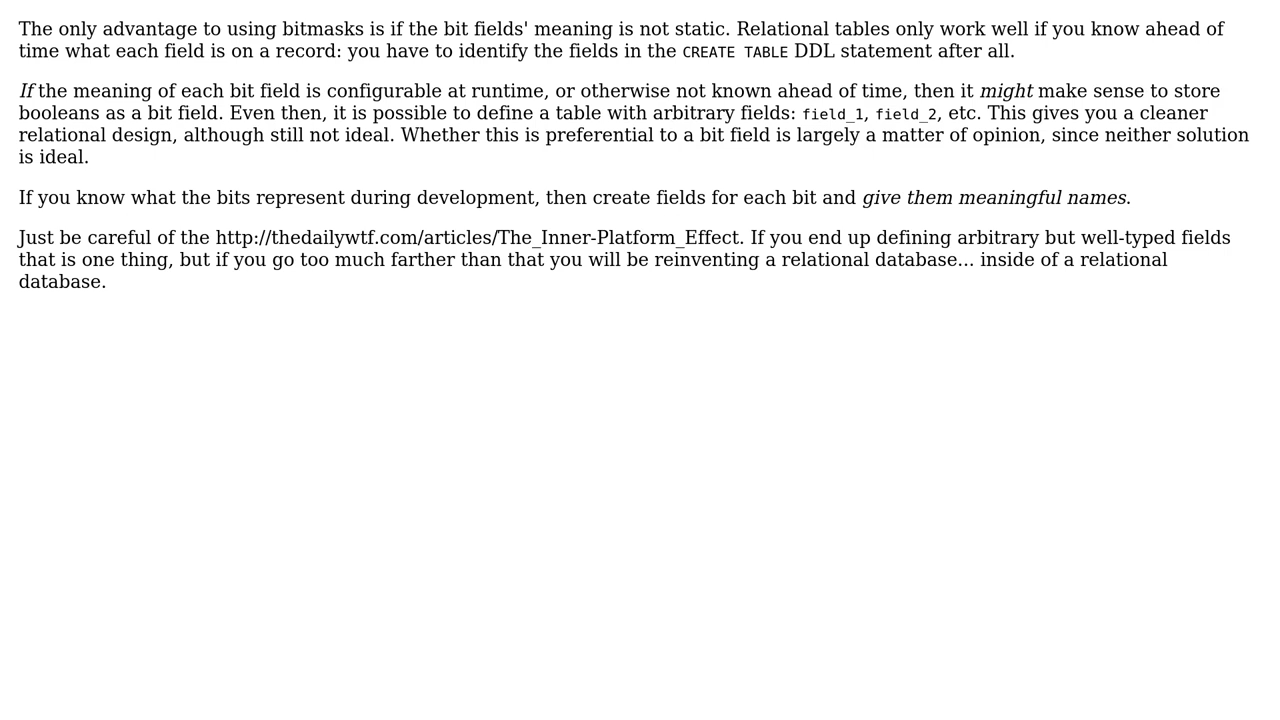 The only advantage to using bitmasks is if the bit fields' meaning is not static. Relational tables only work well if you know ahead of
time what each field is on a record: you have to identify the fields in the CREATE TABLE DDL statement after all.
If the meaning of each bit field is configurable at runtime, or otherwise not known ahead of time, then it might make sense to store
booleans as a bit field. Even then, it is possible to define a table with arbitrary fields: field_1, field_2, etc. This gives you a cleaner
relational design, although still not ideal. Whether this is preferential to a bit field is largely a matter of opinion, since neither solution
is ideal.
If you know what the bits represent during development, then create fields for each bit and give them meaningful names.
Just be careful of the http://thedailywtf.com/articles/The_Inner-Platform_Effect. If you end up defining arbitrary but well-typed fields
that is one thing, but if you go too much farther than that you will be reinventing a relational database... inside of a relational
database.